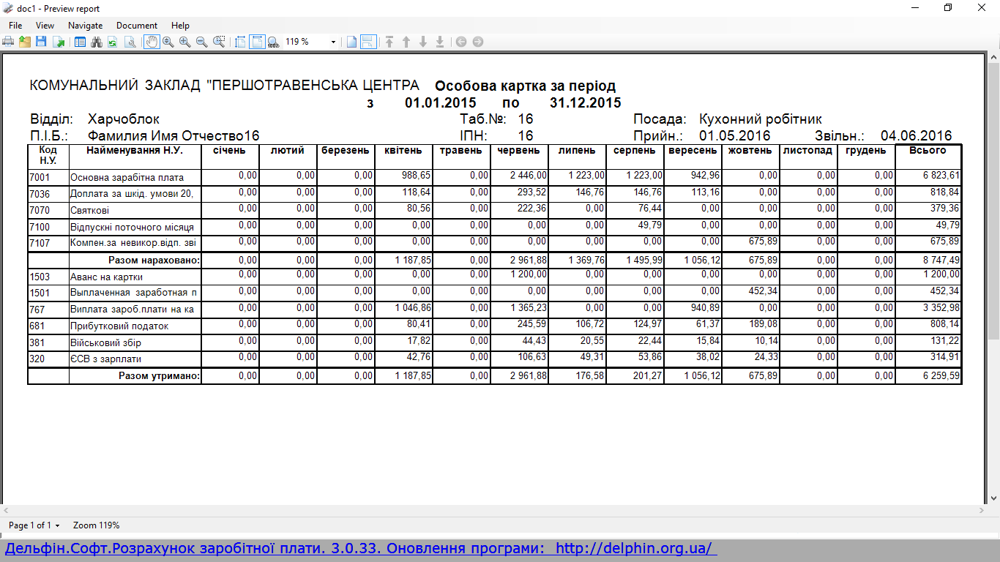 doc1 - Preview report
File View Navigate Document Help
100% 119 %
КОМУНАЛЬНИЙ ЗАКЛАД "ПЕРШОТРАВЕНСЬКА ЦЕНТРА Особова картка за період
з 01.01.2015 по 31.12.2015
Відділ: Харчоблок Таб.№: 16 Посада: Кухонний робітник
П.І.Б.: Фамилия Имя Отчество16 ІПН: 16 Прийн.: 01.05.2016 Звільн.: 04.06.2016
Код Н.У. Найменування Н.У. січень лютий березень квітень травень червень липень серпень вересень жовтень листопад грудень Всього
7001 Основна зарабітна плата 0,00 0,00 0,00 988,65 0,00 2 446,00 1 223,00 1 223,00 942,96 0,00 0,00 0,00 6 823,61
7036 Доплата за шкід. умови 20, 0,00 0,00 0,00 118,64 0,00 293,52 146,76 146,76 113,16 0,00 0,00 0,00 818,84
7070 Святкові 0,00 0,00 0,00 80,56 0,00 222,36 0,00 76,44 0,00 0,00 0,00 0,00 379,36
7100 Відпускні поточного місяця 0,00 0,00 0,00 0,00 0,00 0,00 0,00 49,79 0,00 0,00 0,00 0,00 49,79
7107 Компен.за невикор.відп. зві 0,00 0,00 0,00 0,00 0,00 0,00 0,00 0,00 0,00 675,89 0,00 0,00 675,89
Разом нараховано: 0,00 0,00 0,00 1 187,85 0,00 2 961,88 1 369,76 1 495,99 1 056,12 675,89 0,00 0,00 8 747,49
1503 Аванс на картки 0,00 0,00 0,00 0,00 0,00 1 200,00 0,00 0,00 0,00 0,00 0,00 0,00 1 200,00
1501 Выплаченная заработная п 0,00 0,00 0,00 0,00 0,00 0,00 0,00 0,00 0,00 452,34 0,00 0,00 452,34
767 Виплата зароб.плати на ка 0,00 0,00 0,00 1 046,86 0,00 1 365,23 0,00 0,00 940,89 0,00 0,00 0,00 3 352,98
681 Прибутковий податок 0,00 0,00 0,00 80,41 0,00 245,59 106,72 124,97 61,37 189,08 0,00 0,00 808,14
381 Військовий збір 0,00 0,00 0,00 17,82 0,00 44,43 20,55 22,44 15,84 10,14 0,00 0,00 131,22
320 ЄСВ з зарплати 0,00 0,00 0,00 42,76 0,00 106,63 49,31 53,86 38,02 24,33 0,00 0,00 314,91
Разом утримано: 0,00 0,00 0,00 1 187,85 0,00 2 961,88 176,58 201,27 1 056,12 675,89 0,00 0,00 6 259,59
Page 1 of 1 Zoom 119%
Дельфін.Софт.Розрахунок заробітної плати. 3.0.33. Оновлення програми: http://delphin.org.ua/